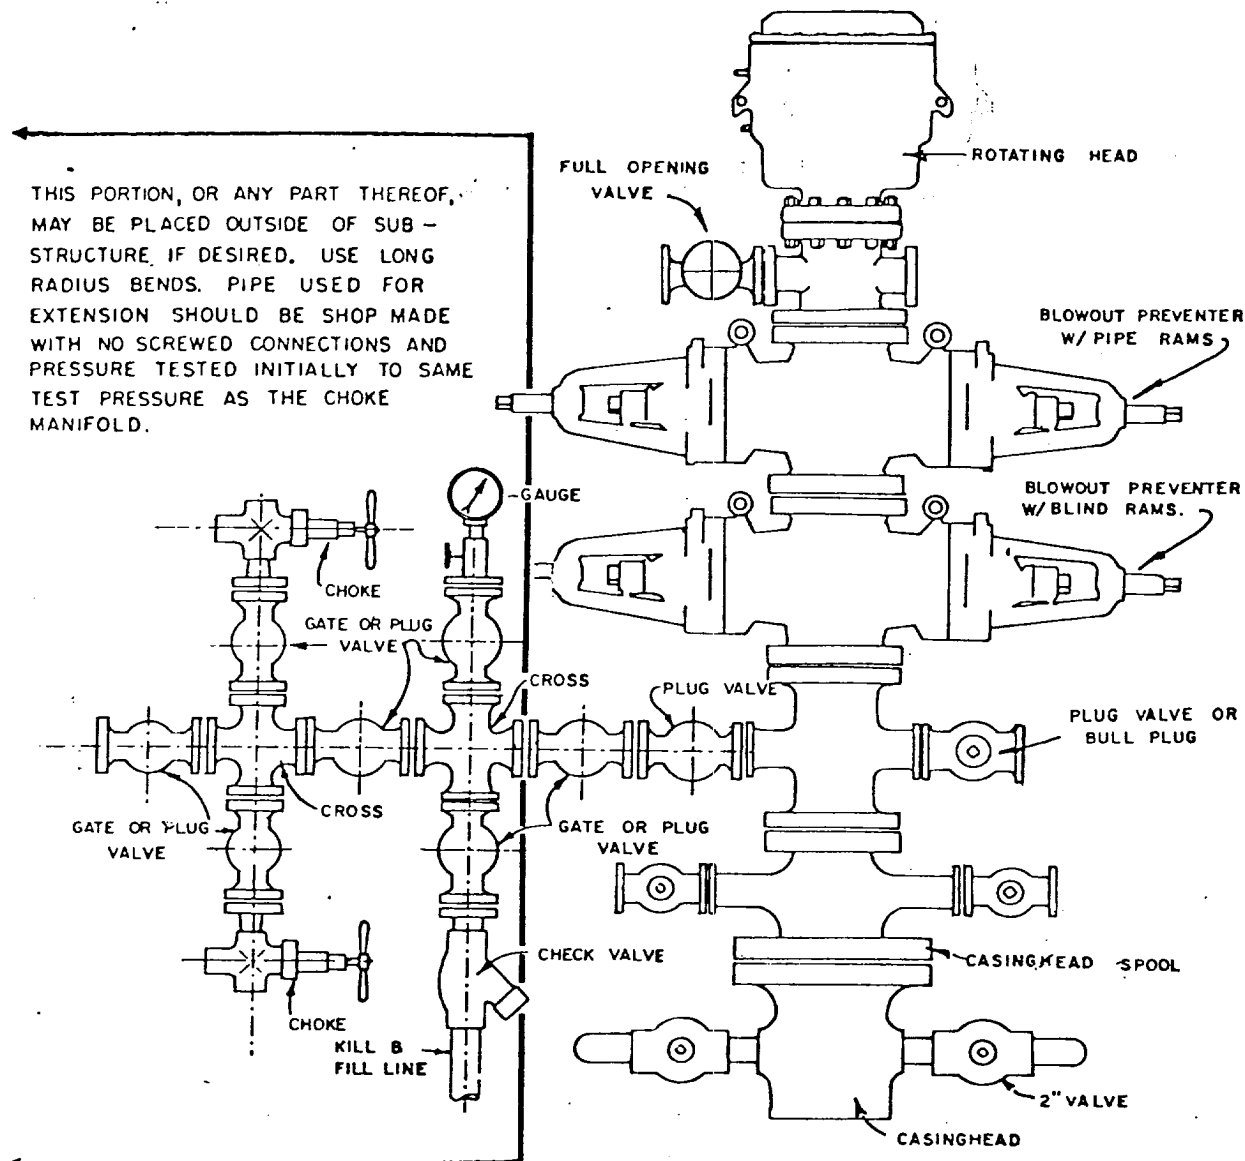 ROTATING HEAD
FULL OPENING
VALVE
THIS PORTION, OR ANY PART THEREOF,
MAY BE PLACED OUTSIDE OF SUB-
STRUCTURE IF DESIRED. USE LONG
RADIUS BENDS. PIPE USED FOR
EXTENSION SHOULD BE SHOP MADE
WITH NO SCREWED CONNECTIONS AND
PRESSURE TESTED INITIALLY TO SAME
TEST PRESSURE AS THE CHOKE
MANIFOLD.
BLOWOUT PREVENTER
W/ PIPE RAMS
GAUGE
BLOWOUT PREVENTER
W/ BLIND RAMS.
CHOKE
GATE OR PLUG
VALVE
CROSS
PLUG VALVE
PLUG VALVE OR
BULL PLUG
CROSS
GATE OR PLUG
VALVE
GATE OR PLUG
VALVE
CHECK VALVE
CASINGHEAD SPOOL
CHOKE
KILL B
FILL LINE
2" VALVE
CASINGHEAD